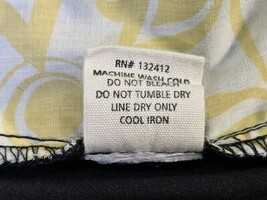 RN# 132412
MACHINE WASH COLD
DO NOT BLEACH
DO NOT TUMBLE DRY
LINE DRY ONLY
COOL IRON